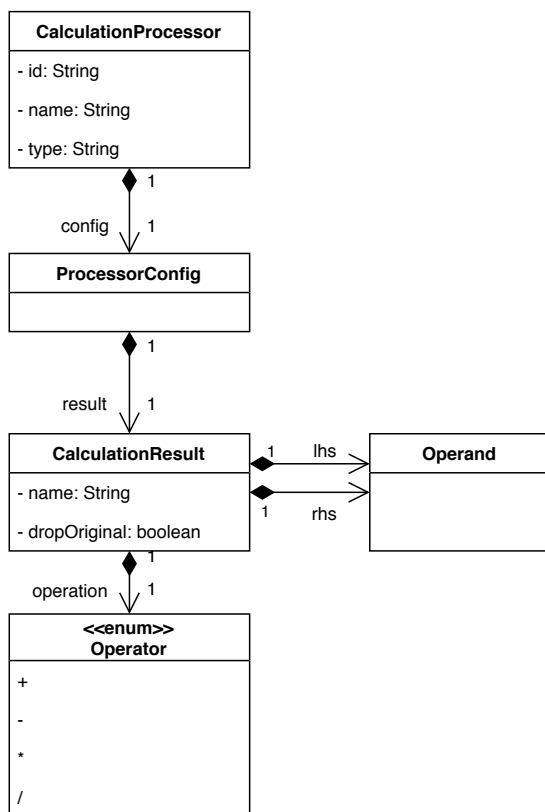 CalculationProcessor
- id: String
- name: String
- type: String
1
config
1
ProcessorConfig
1
result
1
CalculationResult
- name: String
- dropOriginal: boolean
1
lhs
1
rhs
Operand
1
operation
1
<<enum>>
Operator
+
-
*
/